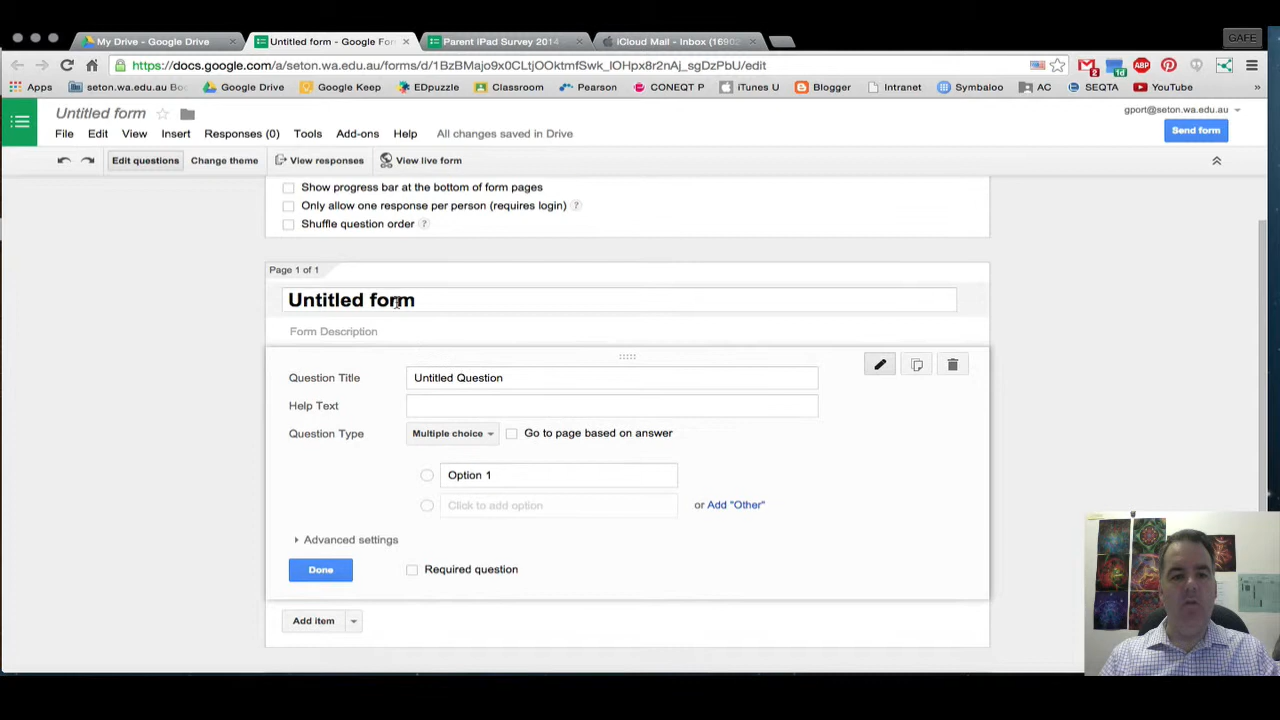 My Drive - Google Drive
Untitled form - Google For
Parent iPad Survey 2014
iCloud Mail - Inbox (1690
GAFE
https://docs.google.com/a/seton.wa.edu.au/forms/d/1BzBMajo9x0CLtjOOktmfSwk_lOHpx8r2nAj_sgDzPbU/edit
2
1d
ABP
Apps
seton.wa.edu.au Bo
Google Drive
Google Keep
EDpuzzle
Classroom
Pearson
CONEQT P
iTunes U
Blogger
Intranet
Symbaloo
AC
SEQTA
YouTube
»
Untitled form
gport@seton.wa.edu.au
File Edit View Insert Responses (0) Tools Add-ons Help All changes saved in Drive
Send form
Edit questions Change theme View responses View live form
Show progress bar at the bottom of form pages
Only allow one response per person (requires login) ?
Shuffle question order ?
Page 1 of 1
Untitled form
Form Description
Question Title Untitled Question
Help Text
Question Type Multiple choice Go to page based on answer
Option 1
Click to add option or Add "Other"
Advanced settings
Done Required question
Add item